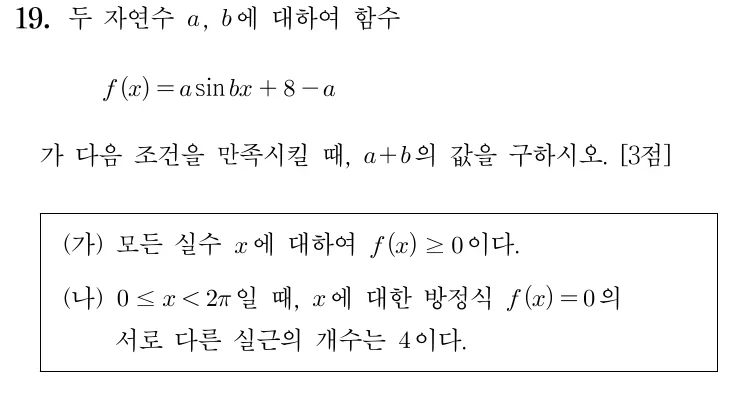 19. 두 자연수 a, b에 대하여 함수
f(x)=a sin bx+8-a
가 다음 조건을 만족시킬 때, a+b의 값을 구하시오. [3점]
(가) 모든 실수 x에 대하여 f(x)≥0이다.
(나) 0≤x<2π일 때, x에 대한 방정식 f(x)=0의
서로 다른 실근의 개수는 4이다.